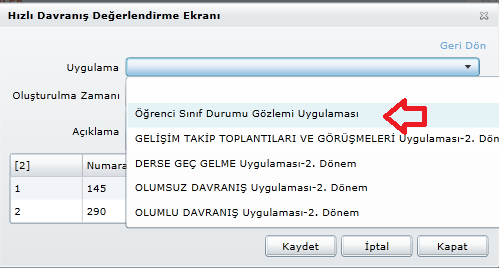 Hızlı Davranış Değerlendirme Ekranı
Geri Dön
Uygulama
Oluşturulma Zamanı
Öğrenci Sınıf Durumu Gözlemi Uygulaması
Açıklama
GELİŞİM TAKİP TOPLANTILARI VE GÖRÜŞMELERİ Uygulaması-2. Dön
[2] Numara
DERSE GEÇ GELME Uygulaması-2. Dönem
1 145
OLUMSUZ DAVRANIŞ Uygulaması-2. Dönem
2 290
OLUMLU DAVRANIŞ Uygulaması-2. Dönem
Kaydet İptal Kapat